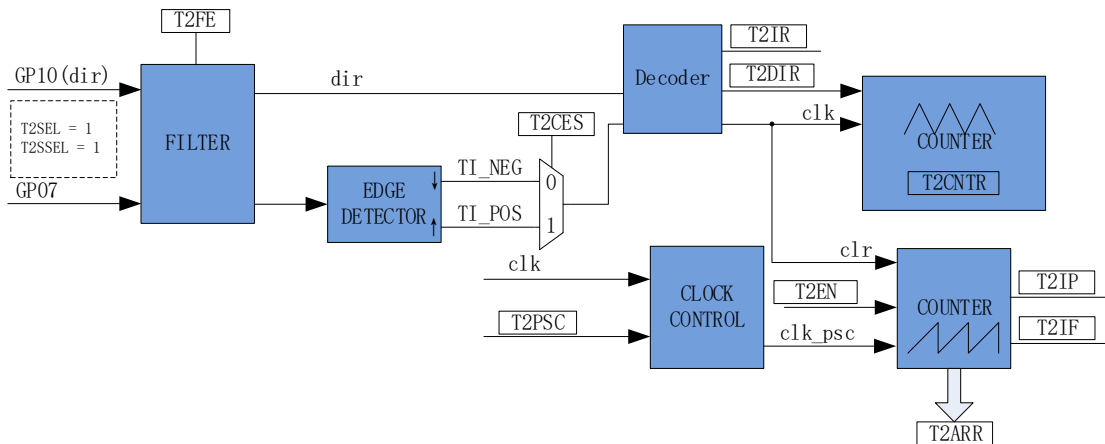 T2FE
GP10(dir)
T2SEL = 1
T2SSEL = 1
GP07
FILTER
dir
T2CES
EDGE
DETECTOR
TI_NEG
TI_POS
0
1
Decoder
T2IR
T2DIR
clk
COUNTER
T2CNTR
clk
T2PSC
CLOCK
CONTROL
clr
T2EN
clk_psc
COUNTER
T2IP
T2IF
T2ARR